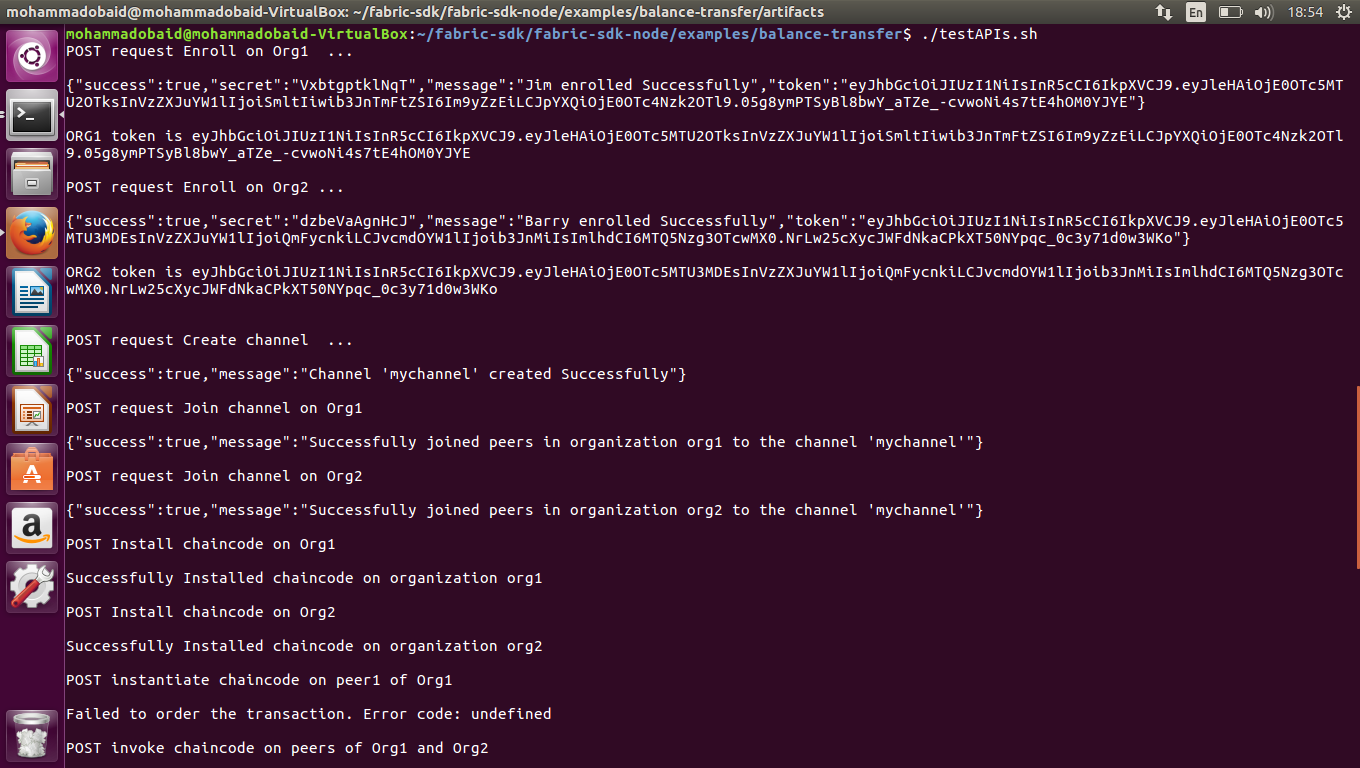 mohammadobaid@mohammadobaid-VirtualBox: ~/fabric-sdk/fabric-sdk-node/examples/balance-transfer/artifacts
En
18:54
mohammadobaid@mohammadobaid-VirtualBox:~/fabric-sdk/fabric-sdk-node/examples/balance-transfer$ ./testAPIs.sh
POST request Enroll on Org1  ...
{"success":true,"secret":"VxbtgptklNqT","message":"Jim enrolled Successfully","token":"eyJhbGciOiJIUzI1NiIsInR5cCI6IkpXVCJ9.eyJleHAiOjE0OTc5MT
U2OTksInVzZXJuYW1lIjoiSmltIiwib3JnTmFtZSI6Im9yZzEiLCJpYXQiOjE0OTc4Nzk2OTl9.05g8ymPTSyBl8bwY_aTZe_-cvwoNi4s7tE4hOM0YJYE"}
ORG1 token is eyJhbGciOiJIUzI1NiIsInR5cCI6IkpXVCJ9.eyJleHAiOjE0OTc5MTU2OTksInVzZXJuYW1lIjoiSmltIiwib3JnTmFtZSI6Im9yZzEiLCJpYXQiOjE0OTc4Nzk2OTl
9.05g8ymPTSyBl8bwY_aTZe_-cvwoNi4s7tE4hOM0YJYE
POST request Enroll on Org2 ...
{"success":true,"secret":"dzbeVaAgnHcJ","message":"Barry enrolled Successfully","token":"eyJhbGciOiJIUzI1NiIsInR5cCI6IkpXVCJ9.eyJleHAiOjE0OTc5
MTU3MDEsInVzZXJuYW1lIjoiQmFycnkiLCJvcmdOYW1lIjoib3JnMiIsImlhdCI6MTQ5Nzg3OTcwMX0.NrLw25cXycJWFdNkaCPkXT50NYpqc_0c3y71d0w3WKo"}
ORG2 token is eyJhbGciOiJIUzI1NiIsInR5cCI6IkpXVCJ9.eyJleHAiOjE0OTc5MTU3MDEsInVzZXJuYW1lIjoiQmFycnkiLCJvcmdOYW1lIjoib3JnMiIsImlhdCI6MTQ5Nzg3OTc
wMX0.NrLw25cXycJWFdNkaCPkXT50NYpqc_0c3y71d0w3WKo
POST request Create channel  ...
{"success":true,"message":"Channel 'mychannel' created Successfully"}
POST request Join channel on Org1
{"success":true,"message":"Successfully joined peers in organization org1 to the channel 'mychannel'"}
POST request Join channel on Org2
{"success":true,"message":"Successfully joined peers in organization org2 to the channel 'mychannel'"}
POST Install chaincode on Org1
Successfully Installed chaincode on organization org1
POST Install chaincode on Org2
Successfully Installed chaincode on organization org2
POST instantiate chaincode on peer1 of Org1
Failed to order the transaction. Error code: undefined
POST invoke chaincode on peers of Org1 and Org2